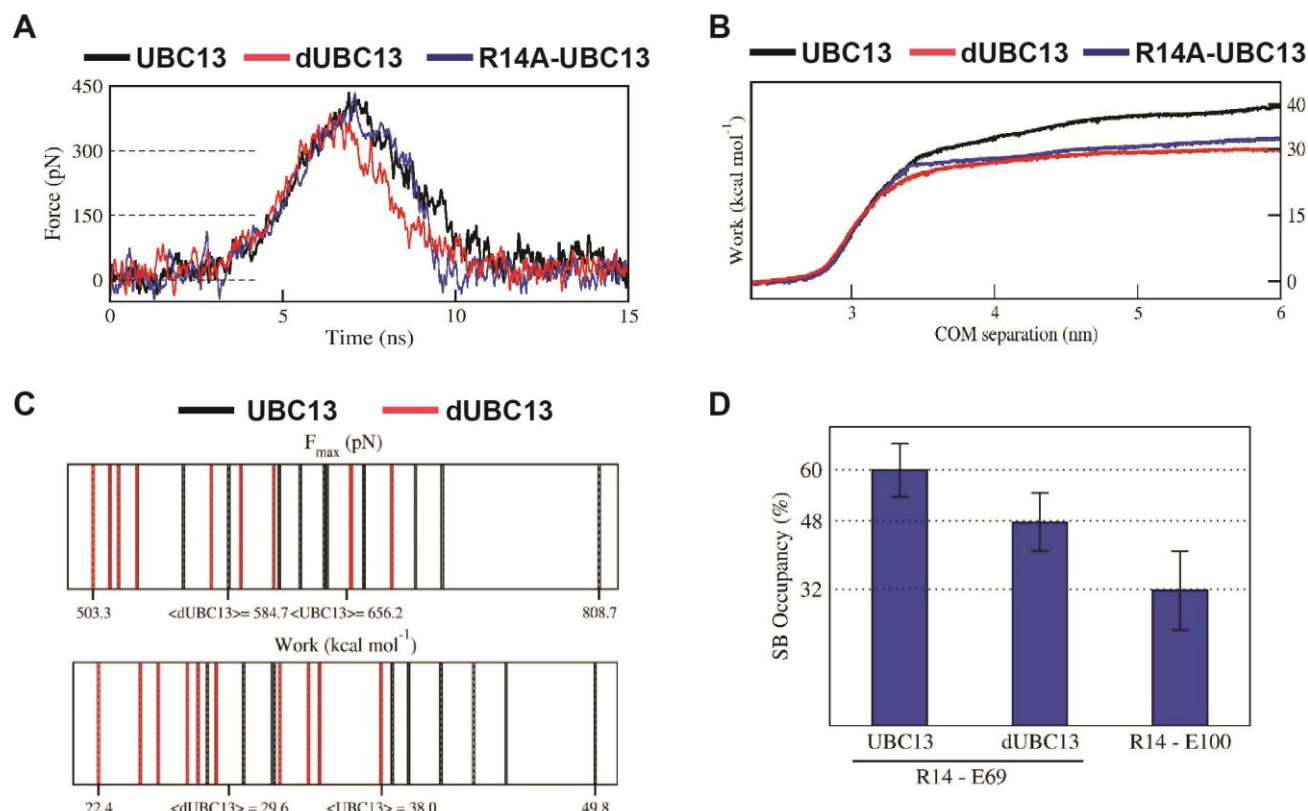 A
UBC13 dUBC13 R14A-UBC13
450
300
150
0
Force (pN)
0 5 10 15
Time (ns)
B
UBC13 dUBC13 R14A-UBC13
Work (kcal mol⁻¹)
40
30
15
0
3 4 5 6
COM separation (nm)
C
UBC13 dUBC13
Fmax (pN)
503.3 <dUBC13>= 584.7 <UBC13>= 656.2 808.7
Work (kcal mol⁻¹)
22.4 <dUBC13>= 29.6 <UBC13>= 38.0 49.8
D
SB Occupancy (%)
60
48
32
UBC13 dUBC13 R14 - E100
R14 - E69